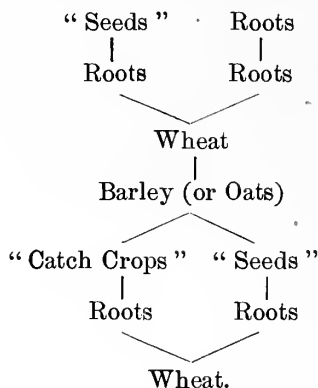 “ Seeds ” Roots
Roots Roots
Wheat
Barley (or Oats)
“ Catch Crops ” “ Seeds ”
Roots Roots
Wheat.